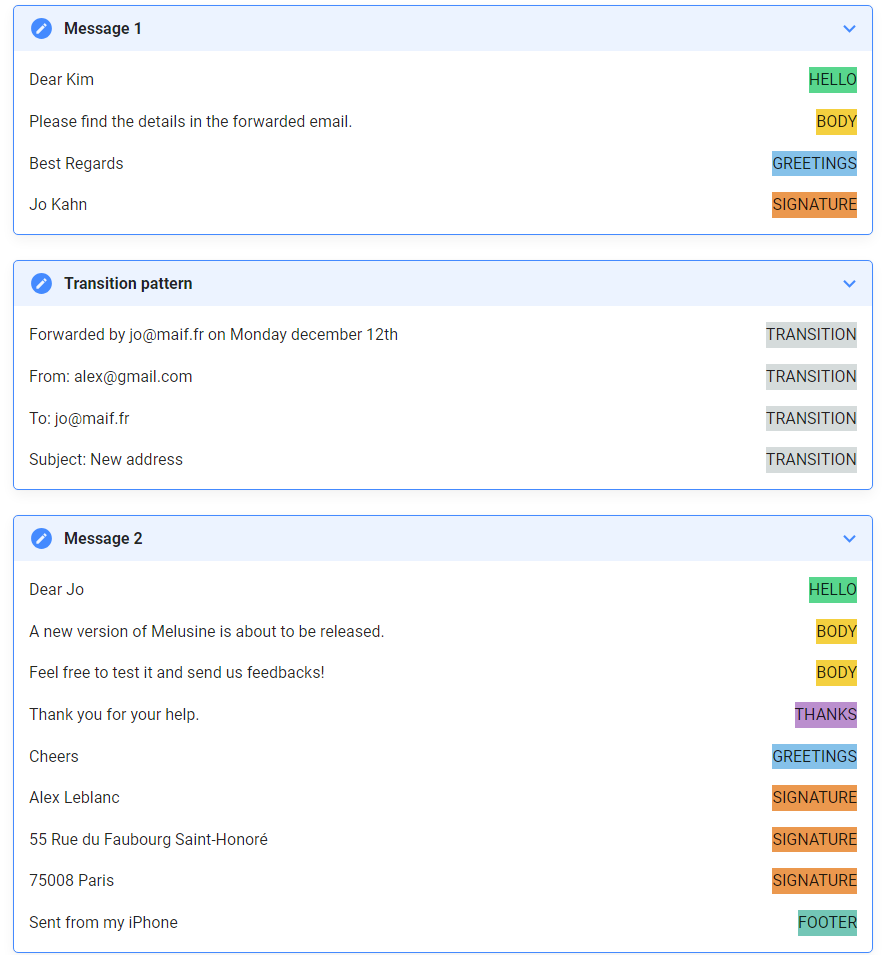 Message 1
Dear Kim HELLO
Please find the details in the forwarded email. BODY
Best Regards GREETINGS
Jo Kahn SIGNATURE
Transition pattern
Forwarded by jo@maif.fr on Monday december 12th TRANSITION
From: alex@gmail.com TRANSITION
To: jo@maif.fr TRANSITION
Subject: New address TRANSITION
Message 2
Dear Jo HELLO
A new version of Melusine is about to be released. BODY
Feel free to test it and send us feedbacks! BODY
Thank you for your help. THANKS
Cheers GREETINGS
Alex Leblanc SIGNATURE
55 Rue du Faubourg Saint-Honoré SIGNATURE
75008 Paris SIGNATURE
Sent from my iPhone FOOTER